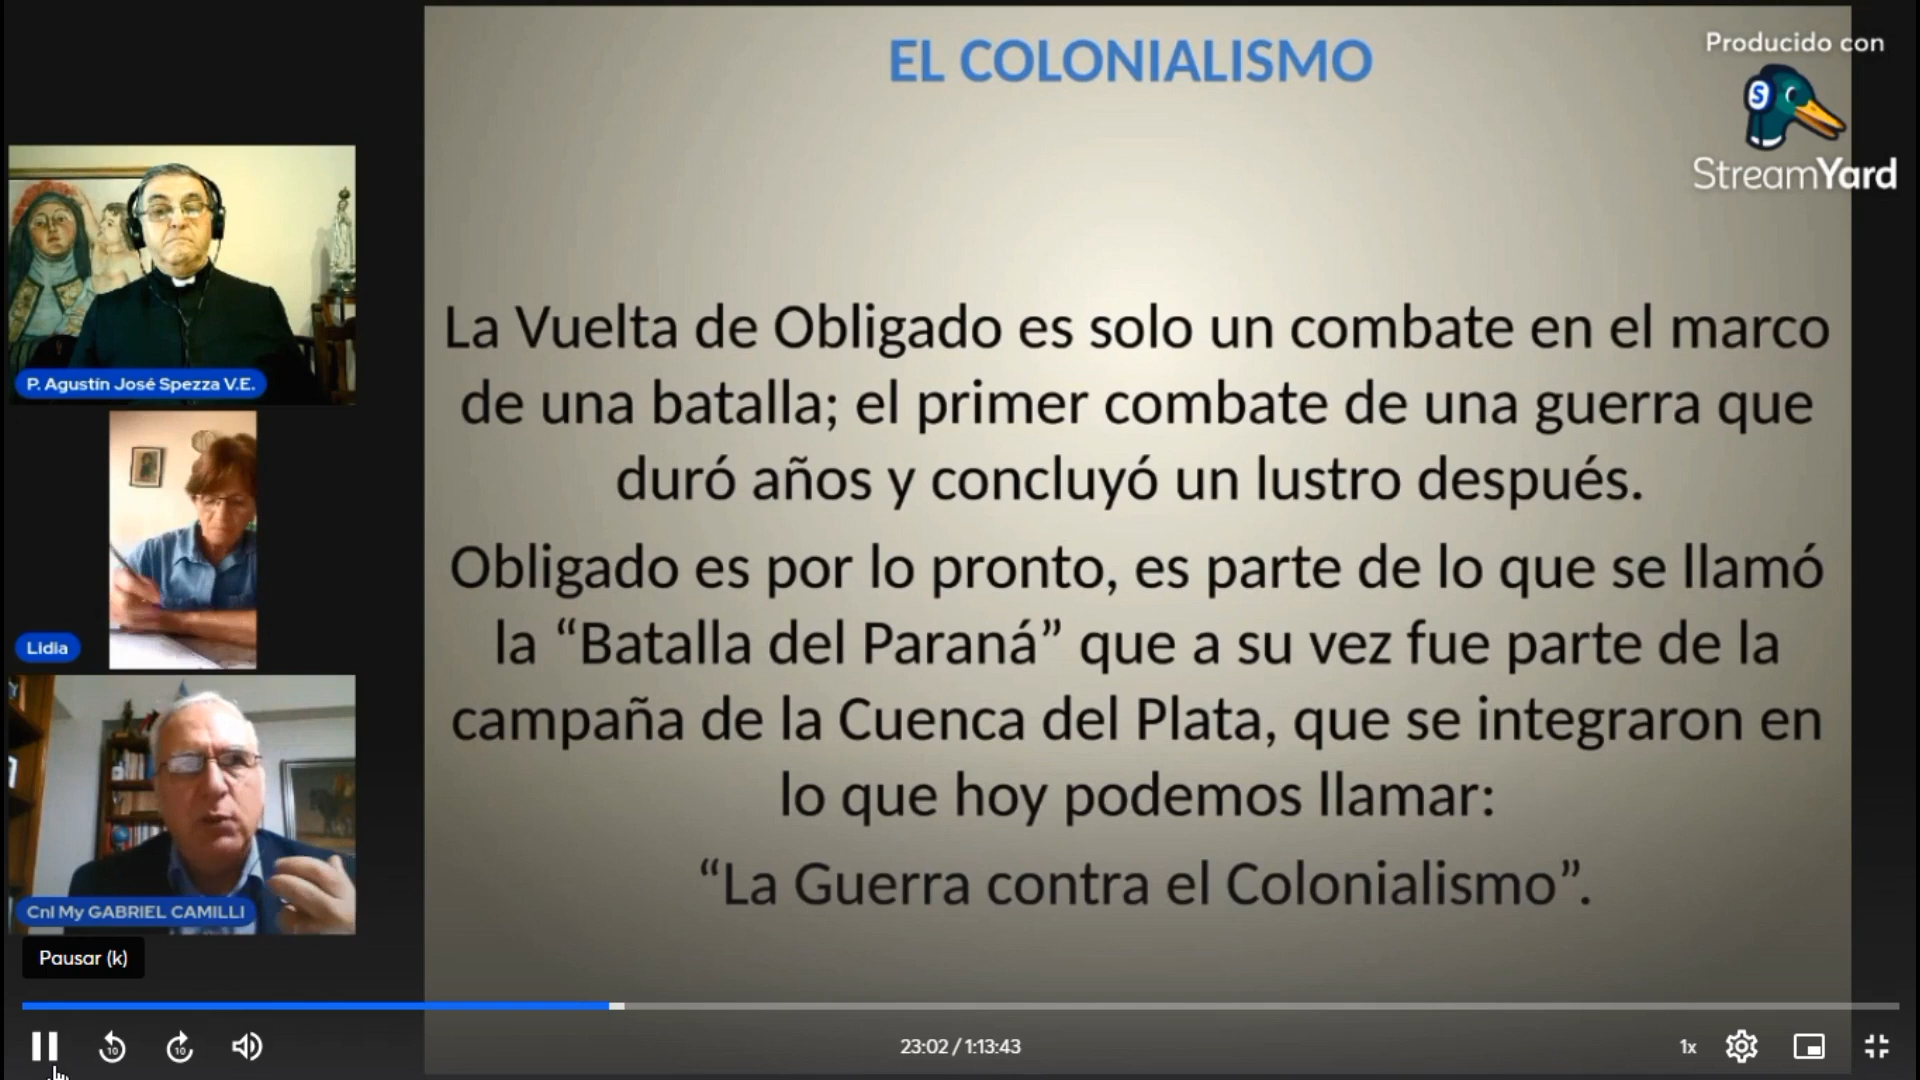 EL COLONIALISMO
Producido con
StreamYard
La Vuelta de Obligado es solo un combate en el marco
de una batalla; el primer combate de una guerra que
duró años y concluyó un lustro después.
Obligado es por lo pronto, es parte de lo que se llamó
la “Batalla del Paraná” que a su vez fue parte de la
campaña de la Cuenca del Plata, que se integraron en
lo que hoy podemos llamar:
“La Guerra contra el Colonialismo”.
P. Agustín José Spezza V.E.
Lidia
Cnl My GABRIEL CAMILLI
Pausar (k)
10
10
23:02 / 1:13:43
1x